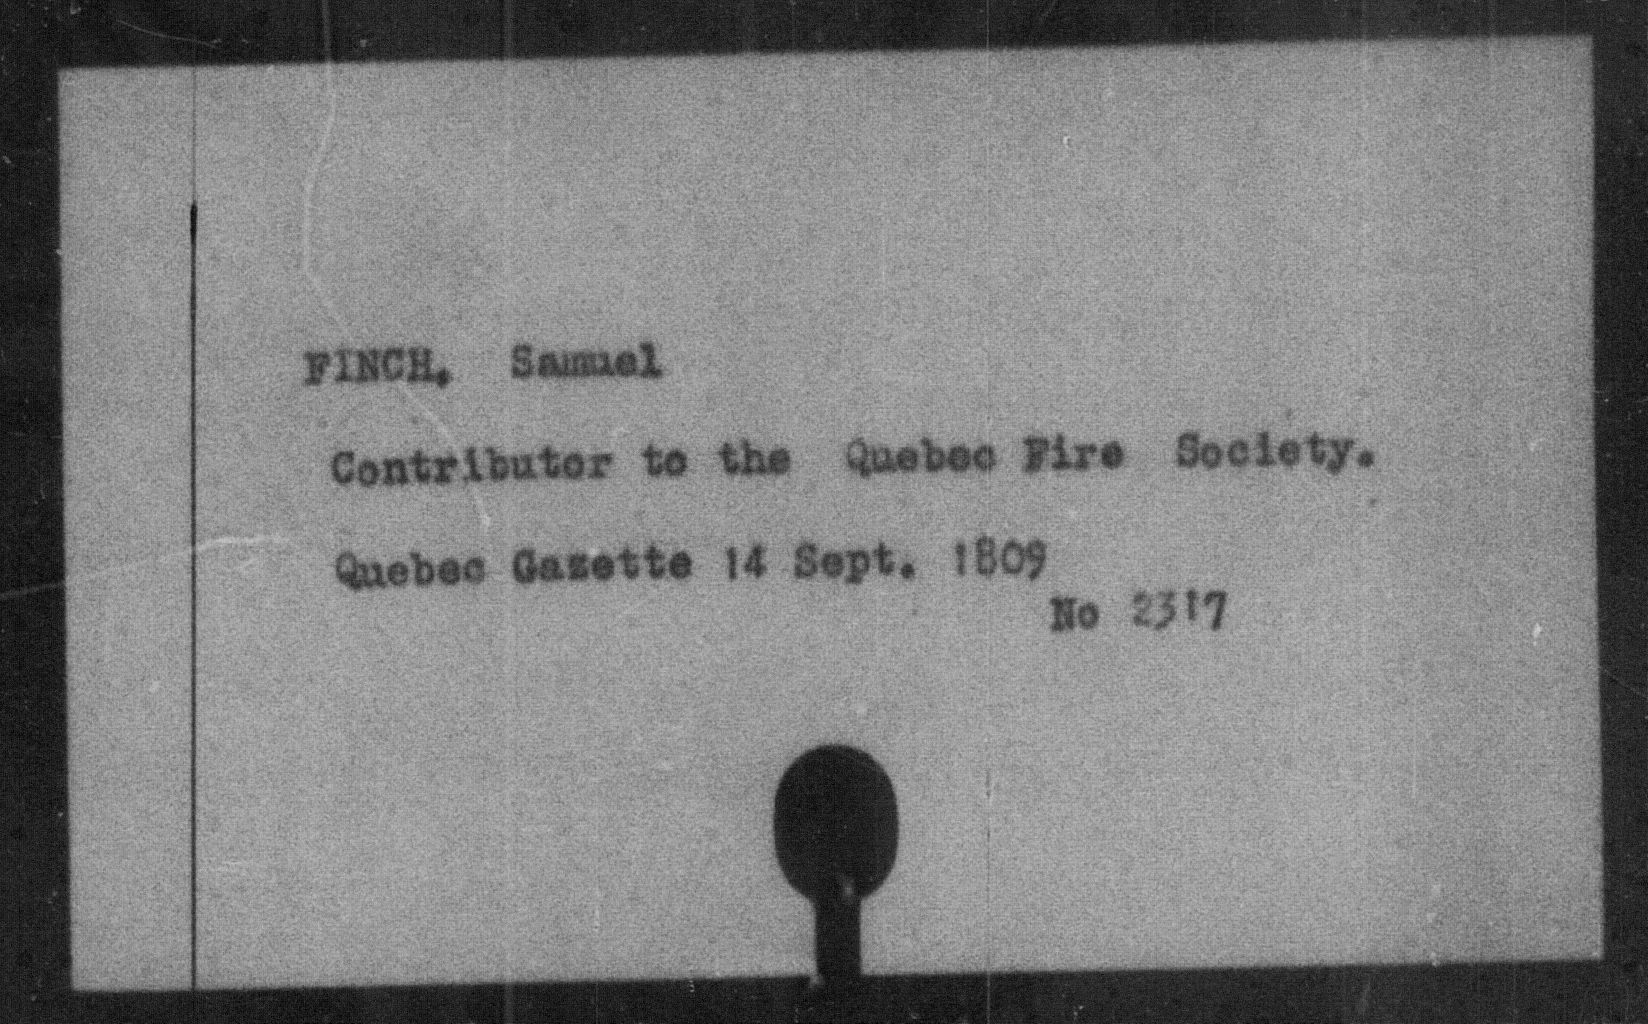 FINCH. Samuel
Contributor to the Quebec Fire Society.
Quebec Gazette 14 Sept. 1809
No 2317